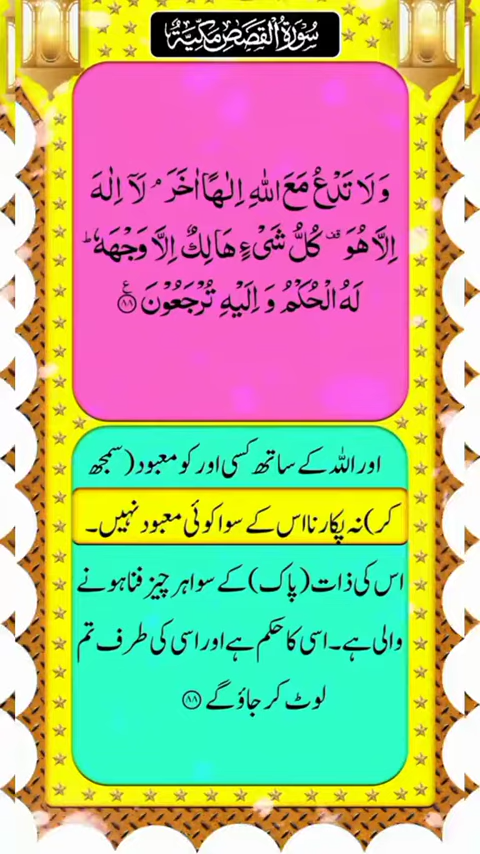 سُوْرَةُ الْقَصَصِ مَكِّيَّةٌ
وَلَا تَدْعُ مَعَ اللّٰهِ اِلٰهًا اٰخَرَ ۘ لَاۤ اِلٰهَ
اِلَّا هُوَ ۫ كُلُّ شَیْءٍ هَالِكٌ اِلَّا وَجْهَهٗ ؕ
لَهُ الْحُكْمُ وَ اِلَیْهِ تُرْجَعُوْنَ ۠﴿۸۸﴾
اور اللہ کے ساتھ کسی اور کو معبود (سمجھ
کر) نہ پکارنا اس کے سوا کوئی معبود نہیں۔
اس کی ذات (پاک) کے سوا ہر چیز فنا ہونے
والی ہے۔ اسی کا حکم ہے اور اسی کی طرف تم
لوٹ کر جاؤ گے ﴿۸۸﴾